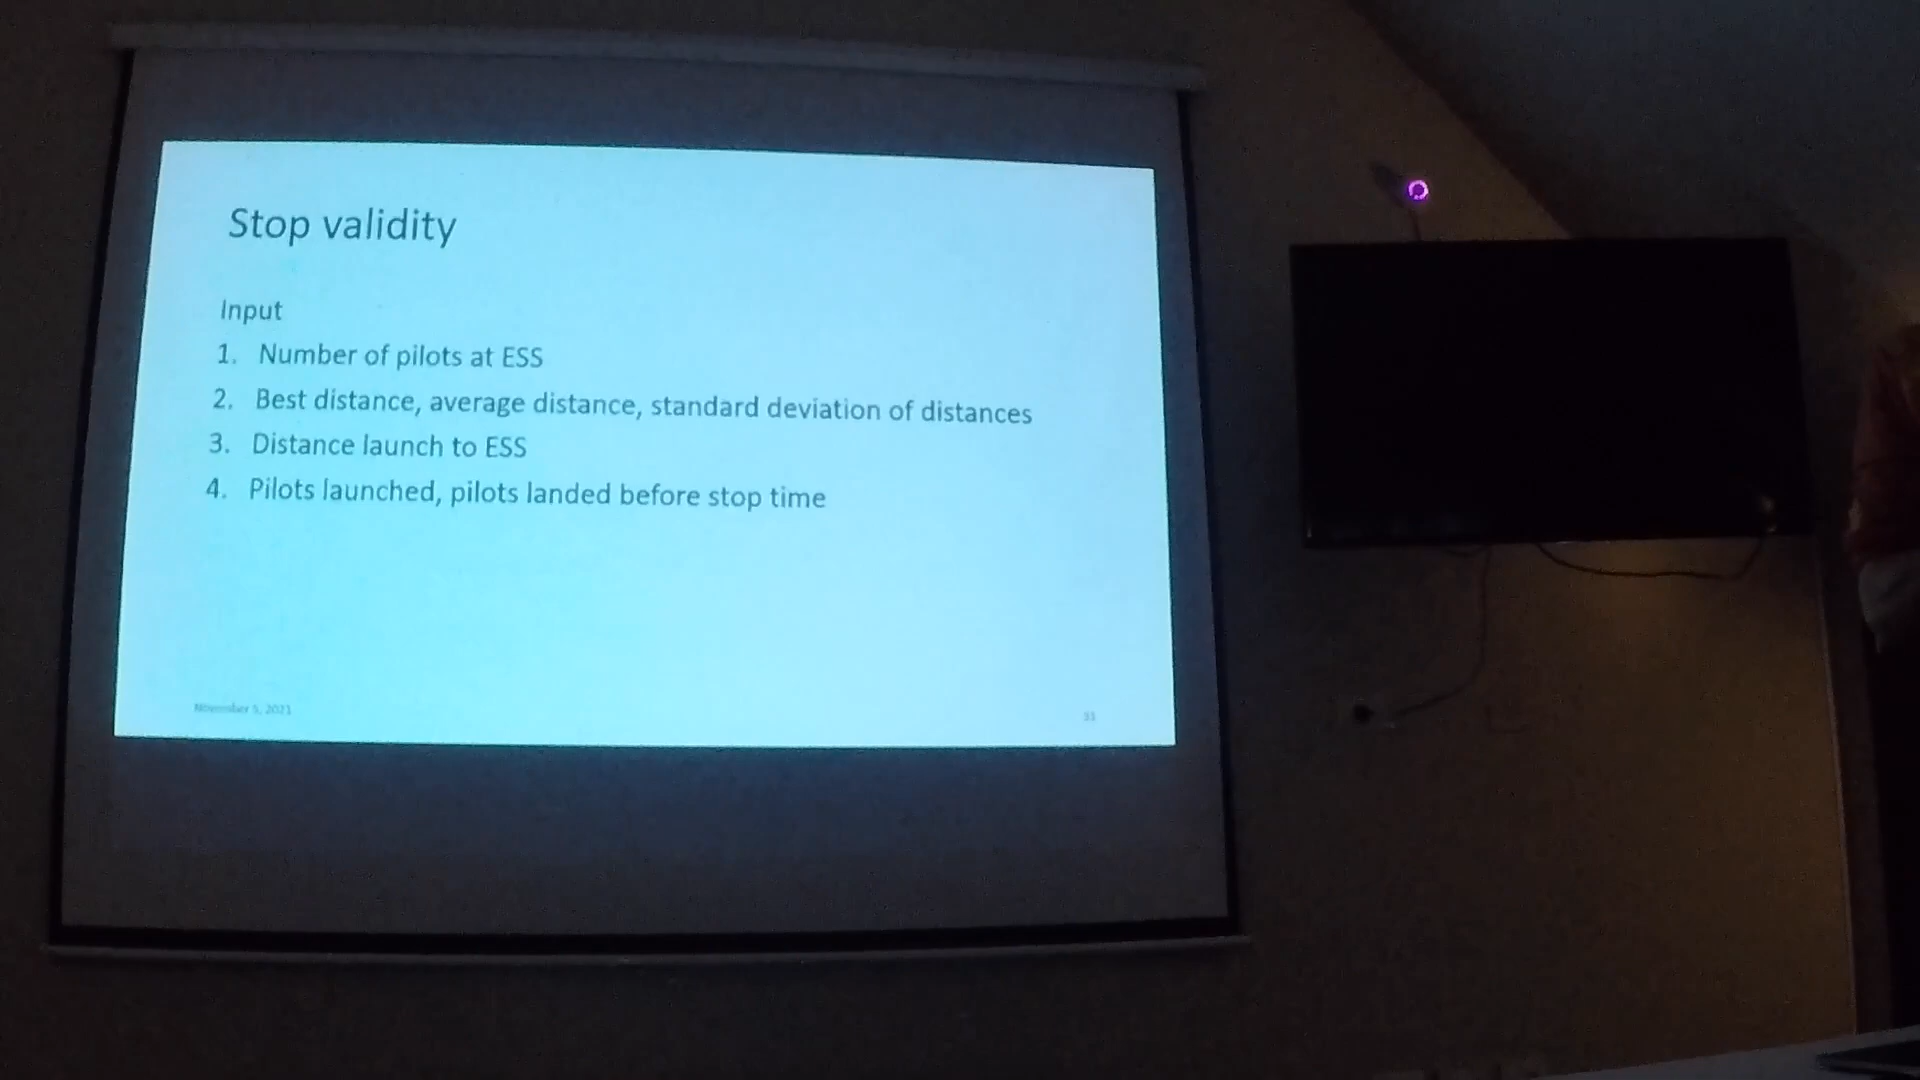 Stop validity
Input
1. Number of pilots at ESS
2. Best distance, average distance, standard deviation of distances
3. Distance launch to ESS
4. Pilots launched, pilots landed before stop time
November 5, 2021